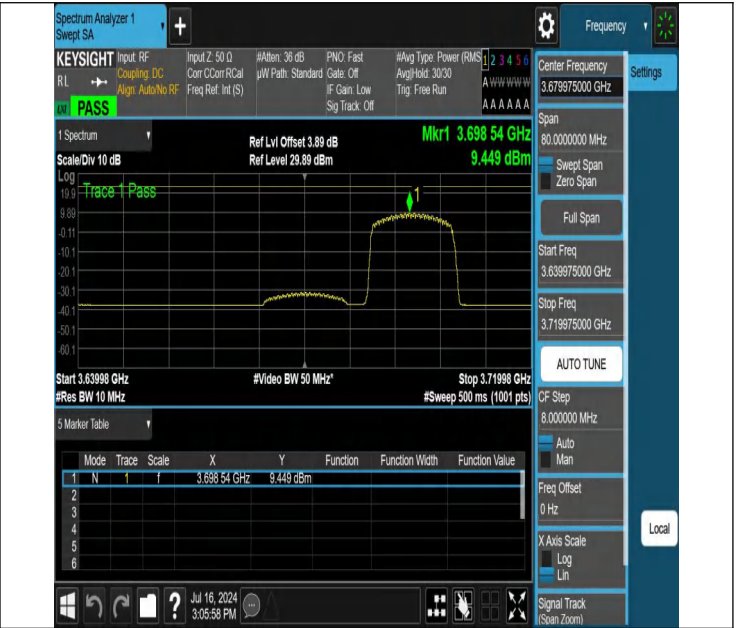 Spectrum Analyzer 1
Swept SA
+
Frequency
KEYSIGHT
RL
PASS
Input: RF
Coupling: DC
Align: Auto/No RF
Input Z: 50 Ω
Corr CCorr RCal
Freq Ref: Int (S)
#Atten: 36 dB
µW Path: Standard
PNO: Fast
Gate: Off
IF Gain: Low
Sig Track: Off
#Avg Type: Power (RMS
Avg|Hold: 30/30
Trig: Free Run
1 2 3 4 5 6
A W W W W W
A A A A A A
1 Spectrum
Scale/Div 10 dB
Ref Lvl Offset 3.89 dB
Ref Level 29.89 dBm
Mkr1 3.698 54 GHz
9.449 dBm
Log
Trace 1 Pass
19.9
9.89
-0.11
-10.1
-20.1
-30.1
-40.1
-50.1
-60.1
1
Start 3.63998 GHz
#Res BW 10 MHz
#Video BW 50 MHz*
Stop 3.71998 GHz
#Sweep 500 ms (1001 pts)
5 Marker Table
Mode Trace Scale X Y Function Function Width Function Value
1 N 1 f 3.698 54 GHz 9.449 dBm
2
3
4
5
6
Jul 16, 2024
3:05:58 PM
Center Frequency
3.679975000 GHz
Settings
Span
80.0000000 MHz
Swept Span
Zero Span
Full Span
Start Freq
3.639975000 GHz
Stop Freq
3.719975000 GHz
AUTO TUNE
CF Step
8.000000 MHz
Auto
Man
Freq Offset
0 Hz
X Axis Scale
Log
Lin
Local
Signal Track
(Span Zoom)